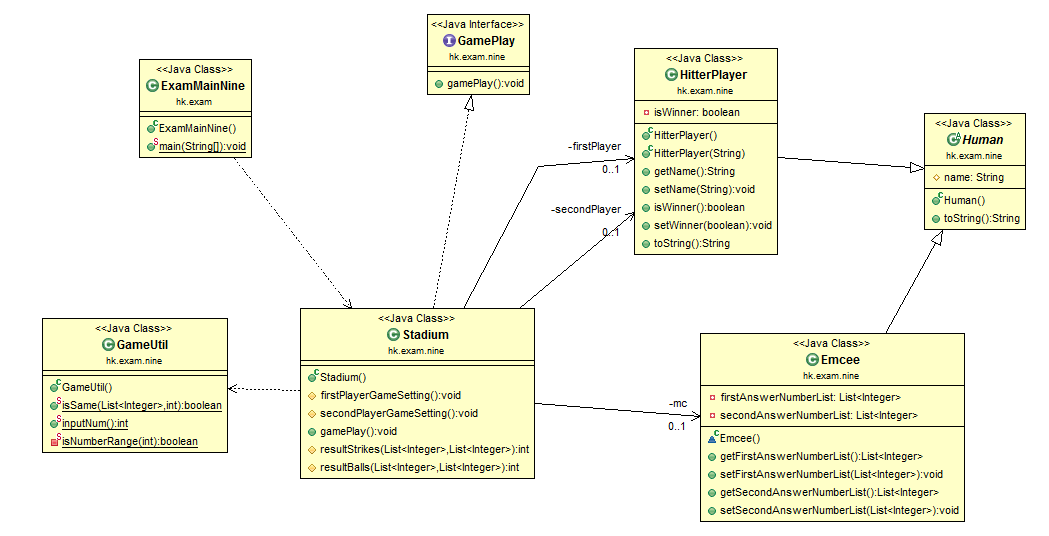 <<Java Interface>>
GamePlay
hk.exam.nine
gamePlay():void
<<Java Class>>
ExamMainNine
hk.exam
ExamMainNine()
main(String[]):void
<<Java Class>>
HitterPlayer
hk.exam.nine
isWinner: boolean
HitterPlayer()
HitterPlayer(String)
getName():String
setName(String):void
isWinner():boolean
setWinner(boolean):void
toString():String
<<Java Class>>
Human
hk.exam.nine
name: String
Human()
toString():String
-firstPlayer
0..1
-secondPlayer
0..1
<<Java Class>>
GameUtil
hk.exam.nine
GameUtil()
isSame(List<Integer>,int):boolean
inputNum():int
isNumberRange(int):boolean
<<Java Class>>
Stadium
hk.exam.nine
Stadium()
firstPlayerGameSetting():void
secondPlayerGameSetting():void
gamePlay():void
resultStrikes(List<Integer>,List<Integer>):int
resultBalls(List<Integer>,List<Integer>):int
-mc
0..1
<<Java Class>>
Emcee
hk.exam.nine
firstAnswerNumberList: List<Integer>
secondAnswerNumberList: List<Integer>
Emcee()
getFirstAnswerNumberList():List<Integer>
setFirstAnswerNumberList(List<Integer>):void
getSecondAnswerNumberList():List<Integer>
setSecondAnswerNumberList(List<Integer>):void